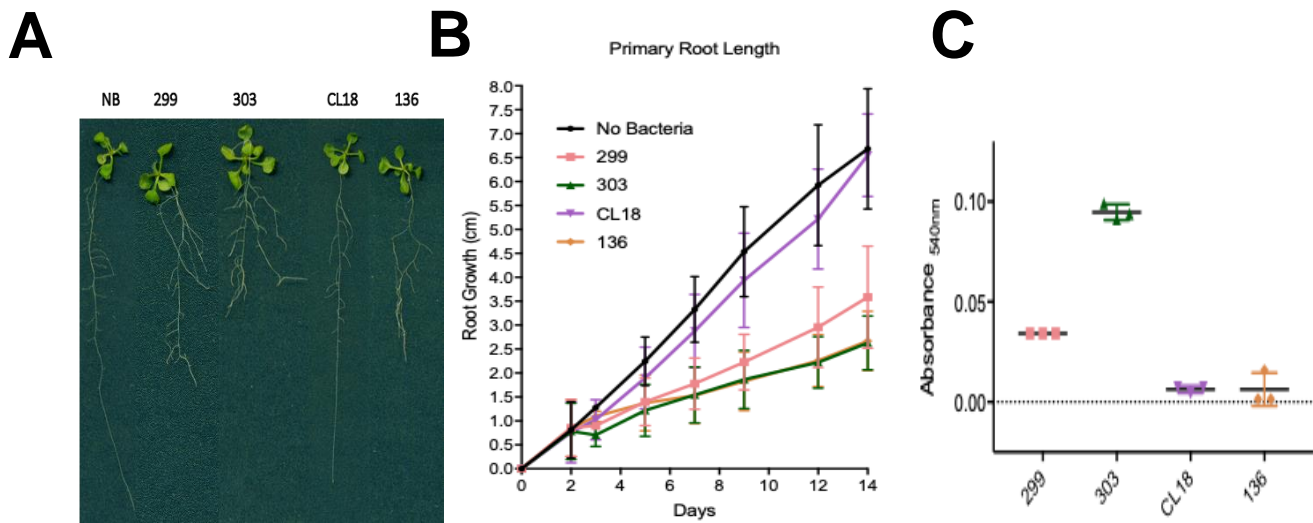 A
NB 299 303 CL18 136
B
Primary Root Length
Root Growth (cm)
8.0
7.5
7.0
6.5
6.0
5.5
5.0
4.5
4.0
3.5
3.0
2.5
2.0
1.5
1.0
0.5
0.0
No Bacteria
299
303
CL18
136
0 2 4 6 8 10 12 14
Days
C
Absorbance 540nm
0.10
0.05
0.00
299 303 CL18 136